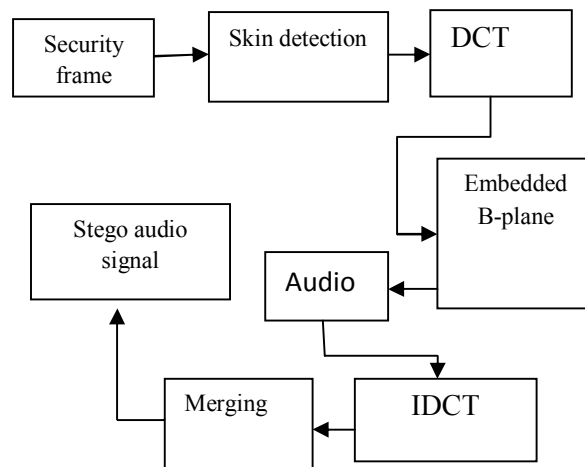 Security
frame
Skin detection
DCT
Embedded
B-plane
Stego audio
signal
Audio
Merging
IDCT